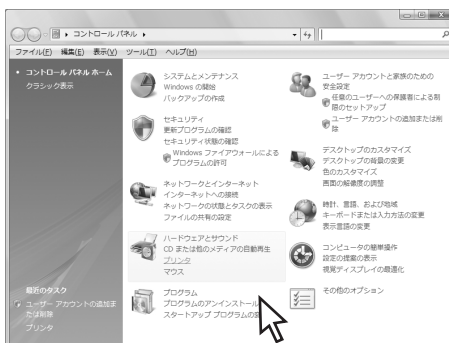 コントロール パネル
ファイル(F) 編集(E) 表示(V) ツール(T) ヘルプ(H)
コントロール パネル ホーム
クラシック表示
最近のタスク
ユーザー アカウントの追加または削除
プリンタ
システムとメンテナンス
Windows の開始
バックアップの作成
セキュリティ
更新プログラムの確認
セキュリティ状態の確認
Windows ファイアウォールによる
プログラムの許可
ネットワークとインターネット
インターネットへの接続
ネットワークの状態とタスクの表示
ファイルの共有の設定
ハードウェアとサウンド
CD または他のメディアの自動再生
プリンタ
マウス
プログラム
プログラムのアンインストール
スタートアップ プログラムの
ユーザー アカウントと家族のための
安全設定
任意のユーザーへの保護者による制
限のセットアップ
ユーザー アカウントの追加または削
除
デスクトップのカスタマイズ
デスクトップの背景の変更
色のカスタマイズ
画面の解像度の調整
時計、言語、および地域
キーボードまたは入力方法の変更
表示言語の変更
コンピュータの簡単操作
設定の提案の表示
視覚ディスプレイの最適化
その他のオプション